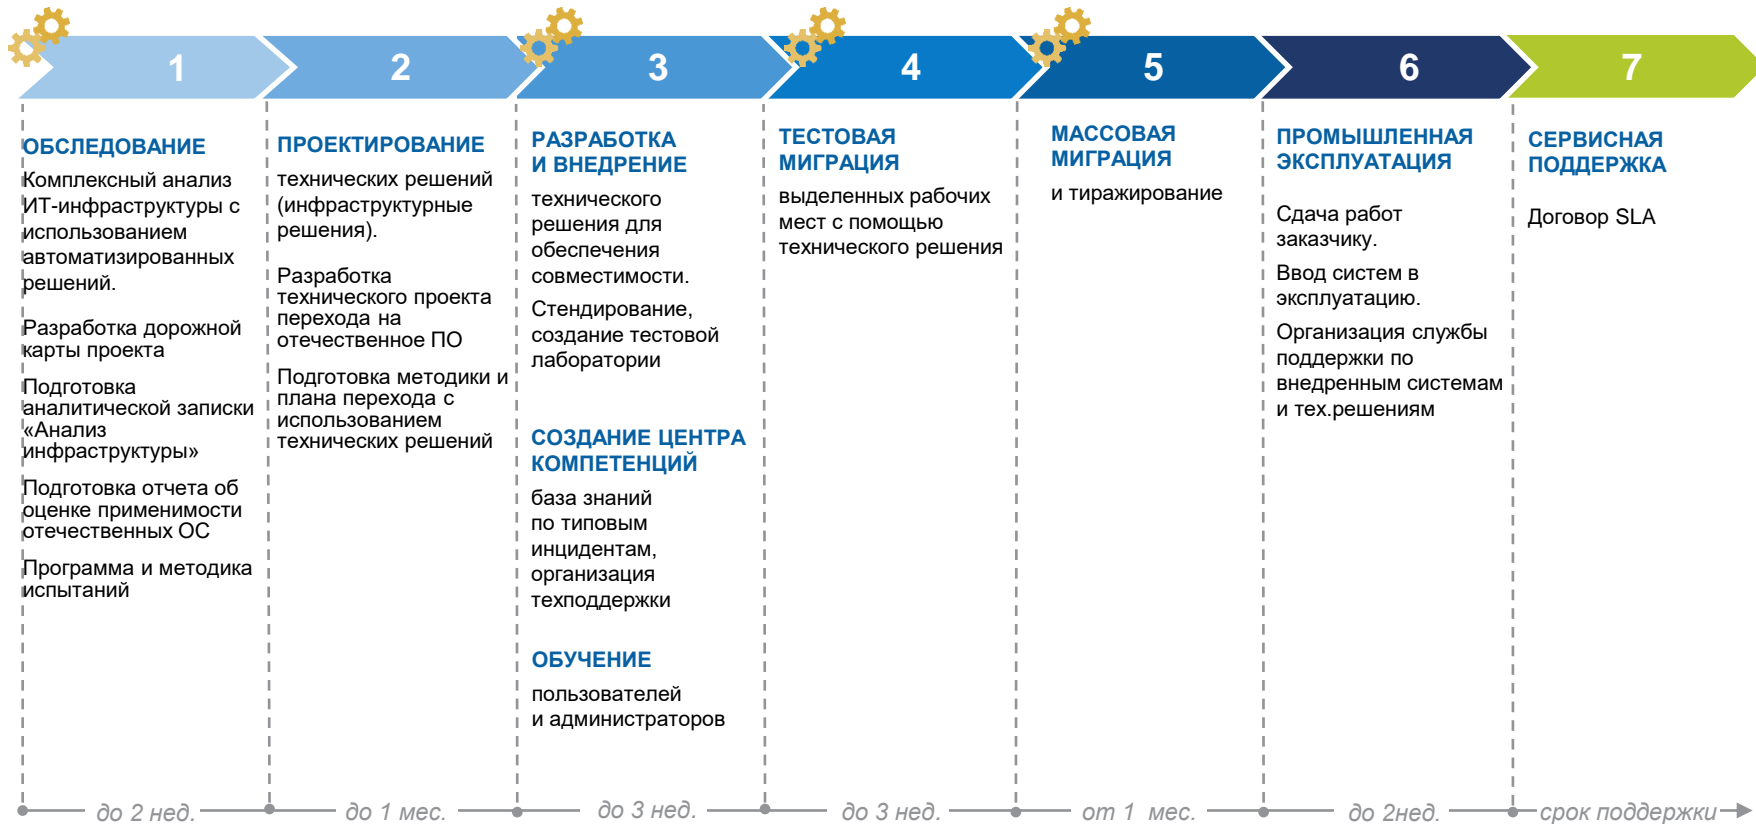 1
2
3
4
5
6
7
ОБСЛЕДОВАНИЕ
Комплексный анализ
ИТ-инфраструктуры с
использованием
автоматизированных
решений.
Разработка дорожной
карты проекта
Подготовка
аналитической записки
«Анализ
инфраструктуры»
Подготовка отчета об
оценке применимости
отечественных ОС
Программа и методика
испытаний
ПРОЕКТИРОВАНИЕ
технических решений
(инфраструктурные
решения).
Разработка
технического проекта
перехода на
отечественное ПО
Подготовка методики и
плана перехода с
использованием
технических решений
РАЗРАБОТКА
И ВНЕДРЕНИЕ
технического
решения для
обеспечения
совместимости.
Стендирование,
создание тестовой
лаборатории
СОЗДАНИЕ ЦЕНТРА
КОМПЕТЕНЦИЙ
база знаний
по типовым
инцидентам,
организация
техподдержки
ОБУЧЕНИЕ
пользователей
и администраторов
ТЕСТОВАЯ
МИГРАЦИЯ
выделенных рабочих
мест с помощью
технического решения
МАССОВАЯ
МИГРАЦИЯ
и тиражирование
ПРОМЫШЛЕННАЯ
ЭКСПЛУАТАЦИЯ
Сдача работ
заказчику.
Ввод систем в
эксплуатацию.
Организация службы
поддержки по
внедренным системам
и тех.решениям
СЕРВИСНАЯ
ПОДДЕРЖКА
Договор SLA
до 2 нед.
до 1 мес.
до 3 нед.
до 3 нед.
от 1 мес.
до 2нед.
срок поддержки